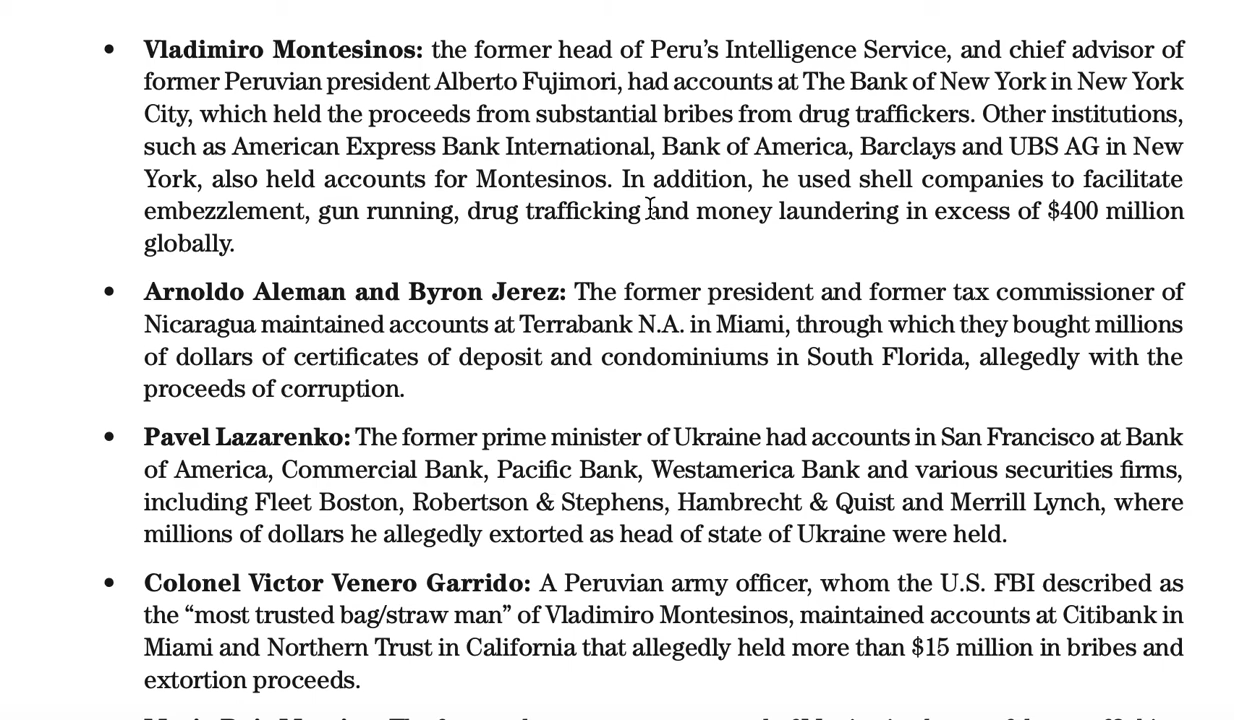 • Vladimiro Montesinos: the former head of Peru’s Intelligence Service, and chief advisor of
former Peruvian president Alberto Fujimori, had accounts at The Bank of New York in New York
City, which held the proceeds from substantial bribes from drug traffickers. Other institutions,
such as American Express Bank International, Bank of America, Barclays and UBS AG in New
York, also held accounts for Montesinos. In addition, he used shell companies to facilitate
embezzlement, gun running, drug trafficking and money laundering in excess of $400 million
globally.
• Arnoldo Aleman and Byron Jerez: The former president and former tax commissioner of
Nicaragua maintained accounts at Terrabank N.A. in Miami, through which they bought millions
of dollars of certificates of deposit and condominiums in South Florida, allegedly with the
proceeds of corruption.
• Pavel Lazarenko: The former prime minister of Ukraine had accounts in San Francisco at Bank
of America, Commercial Bank, Pacific Bank, Westamerica Bank and various securities firms,
including Fleet Boston, Robertson & Stephens, Hambrecht & Quist and Merrill Lynch, where
millions of dollars he allegedly extorted as head of state of Ukraine were held.
• Colonel Victor Venero Garrido: A Peruvian army officer, whom the U.S. FBI described as
the “most trusted bag/straw man” of Vladimiro Montesinos, maintained accounts at Citibank in
Miami and Northern Trust in California that allegedly held more than $15 million in bribes and
extortion proceeds.